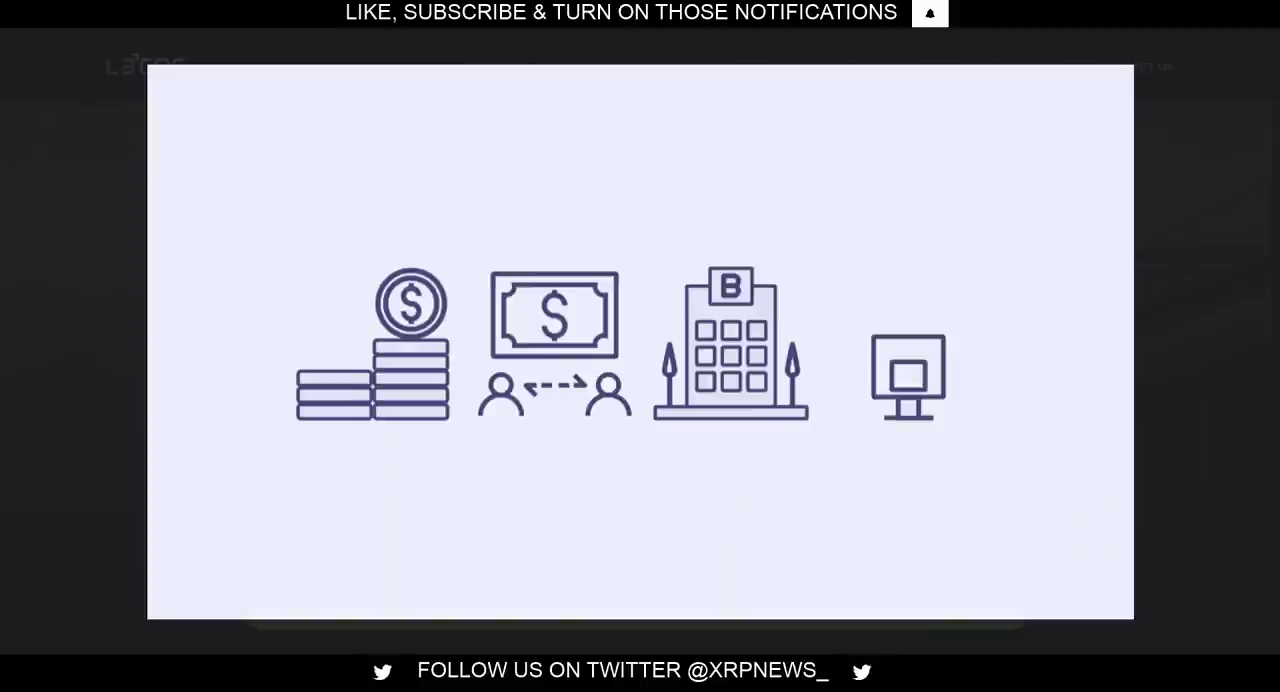 LIKE, SUBSCRIBE & TURN ON THOSE NOTIFICATIONS
$
$
B
FOLLOW US ON TWITTER @XRPNEWS_